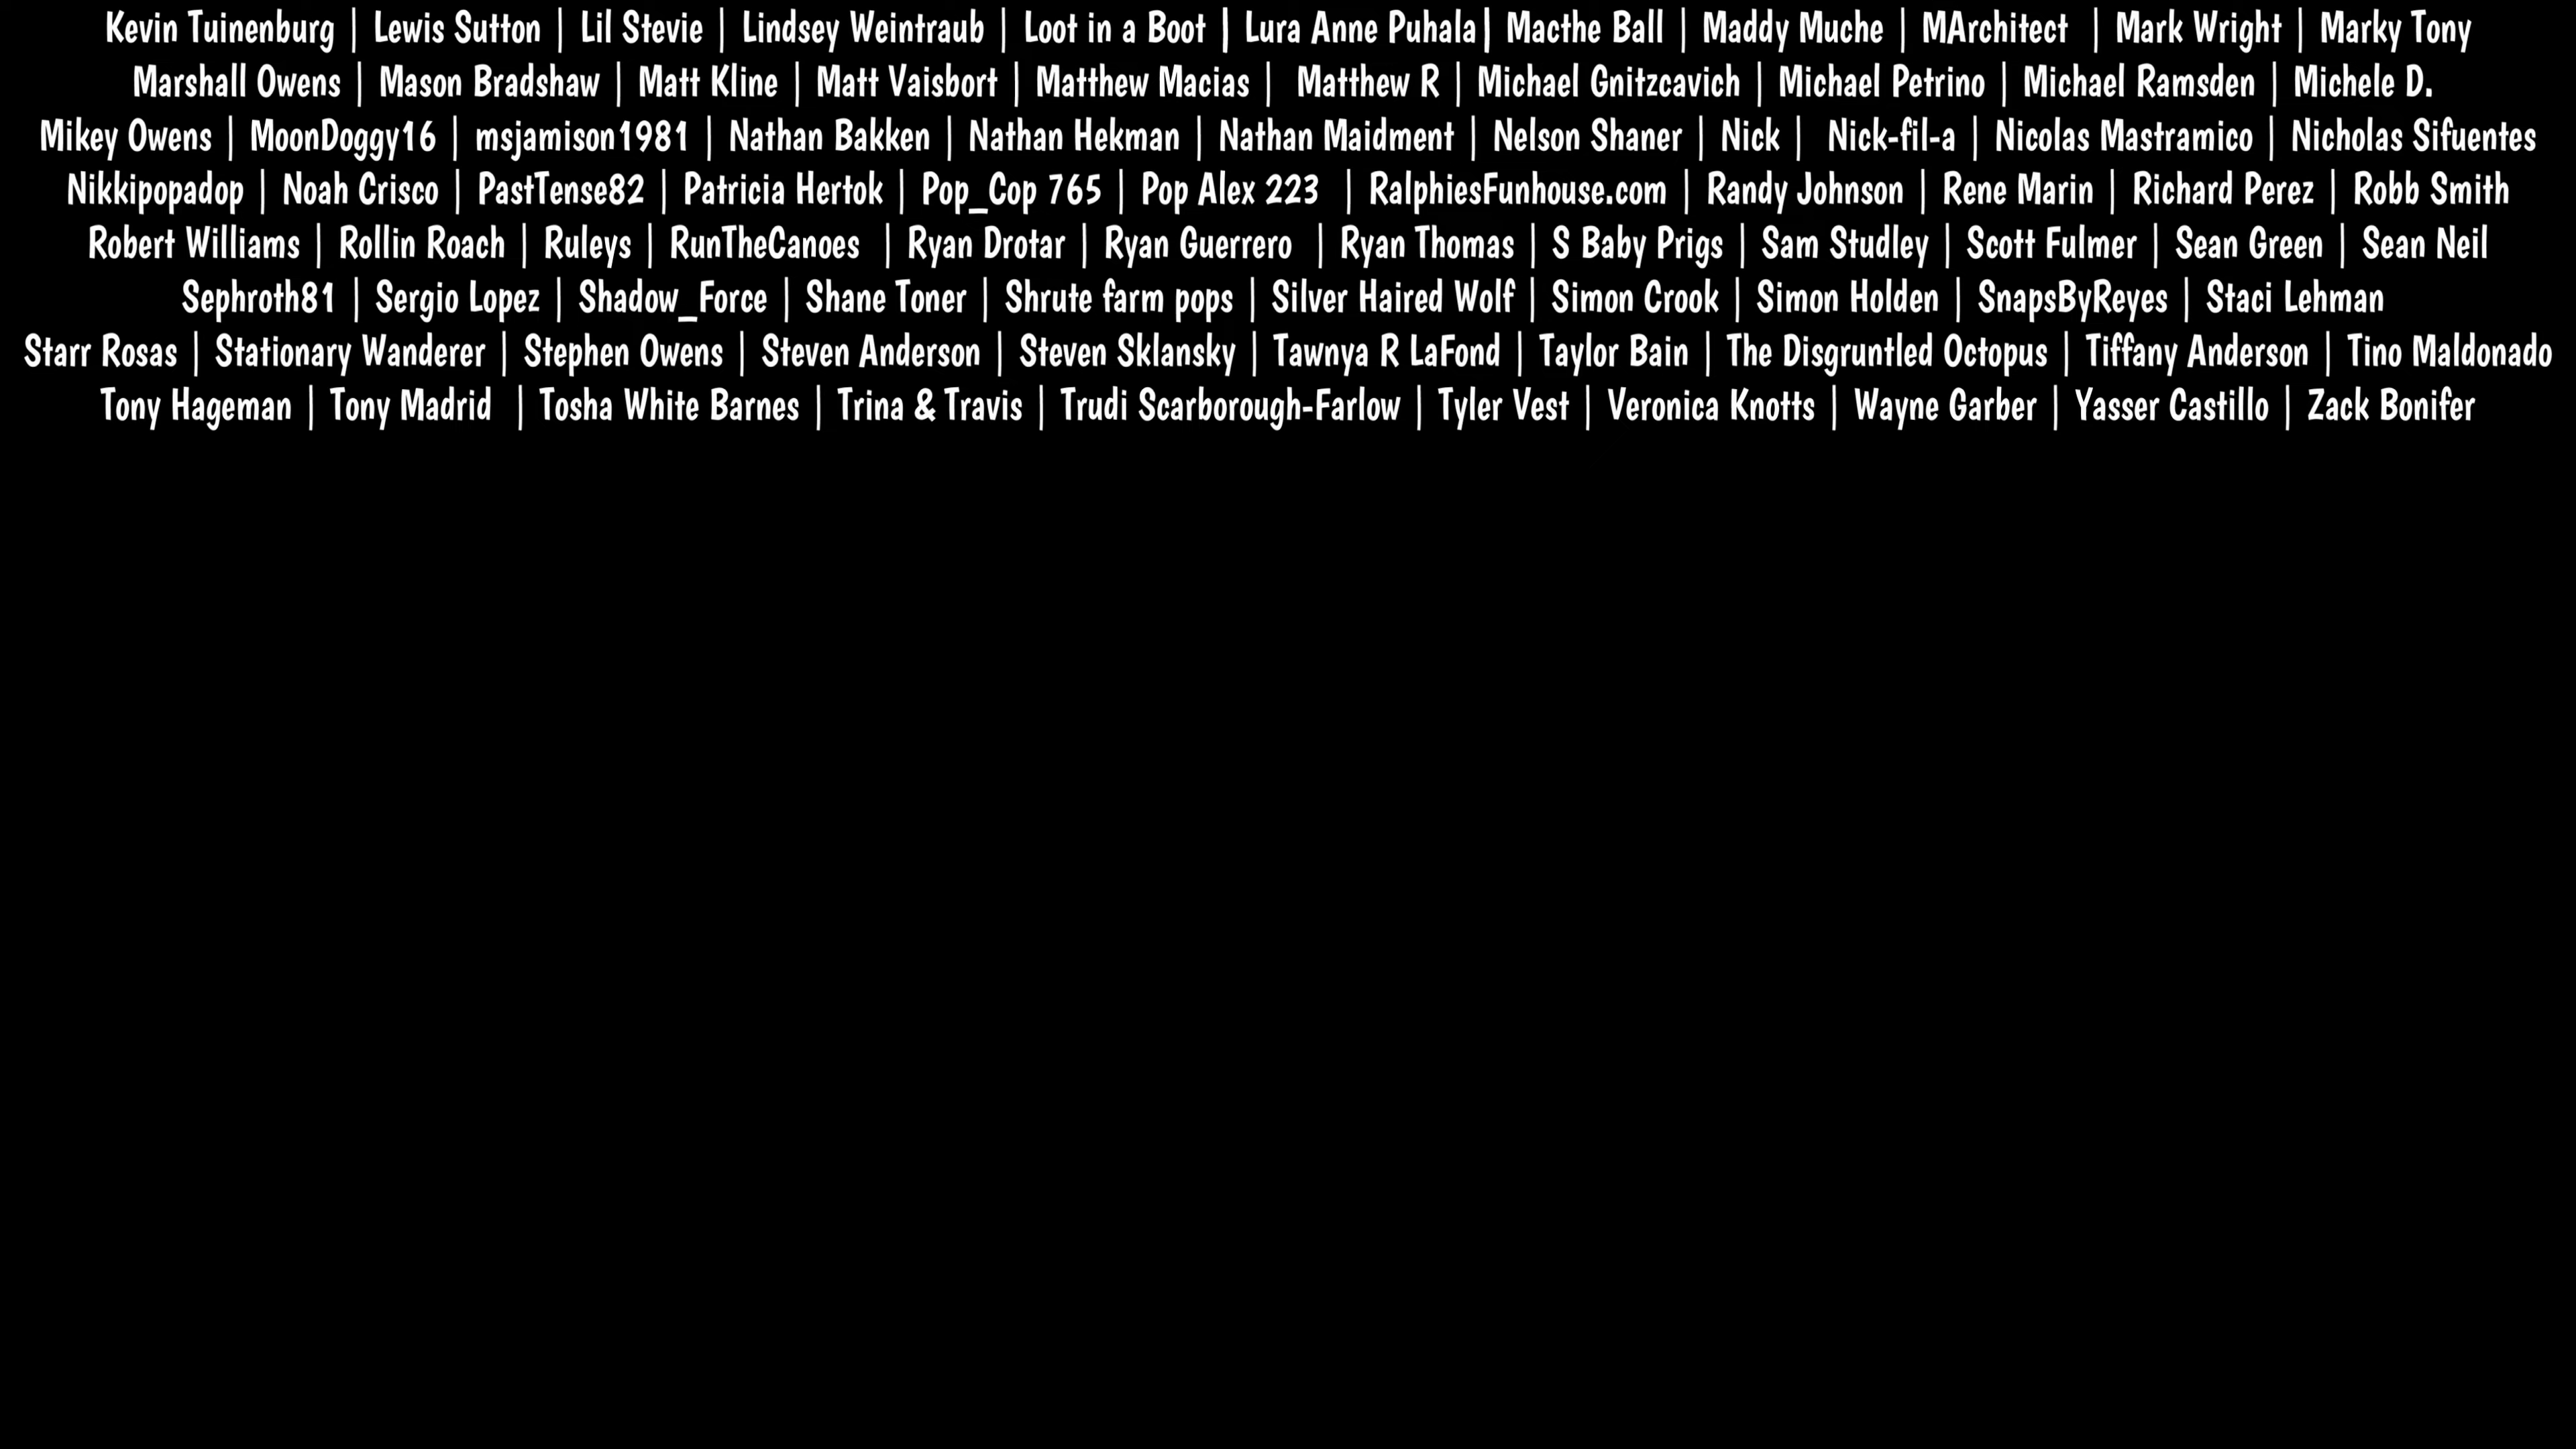 Kevin Tuinenburg | Lewis Sutton | Lil Stevie | Lindsey Weintraub | Loot in a Boot | Lura Anne Puhala| Macthe Ball | Maddy Muche | MArchitect | Mark Wright | Marky Tony
Marshall Owens | Mason Bradshaw | Matt Kline | Matt Vaisbort | Matthew Macias | Matthew R | Michael Gnitzcavich | Michael Petrino | Michael Ramsden | Michele D.
Mikey Owens | MoonDoggy16 | msjamison1981 | Nathan Bakken | Nathan Hekman | Nathan Maidment | Nelson Shaner | Nick | Nick-fil-a | Nicolas Mastramico | Nicholas Sifuentes
Nikkipopadop | Noah Crisco | PastTense82 | Patricia Hertok | Pop_Cop 765 | Pop Alex 223 | RalphiesFunhouse.com | Randy Johnson | Rene Marin | Richard Perez | Robb Smith
Robert Williams | Rollin Roach | Ruleys | RunTheCanoes | Ryan Drotar | Ryan Guerrero | Ryan Thomas | S Baby Prigs | Sam Studley | Scott Fulmer | Sean Green | Sean Neil
Sephroth81 | Sergio Lopez | Shadow_Force | Shane Toner | Shrute farm pops | Silver Haired Wolf | Simon Crook | Simon Holden | SnapsByReyes | Staci Lehman
Starr Rosas | Stationary Wanderer | Stephen Owens | Steven Anderson | Steven Sklansky | Tawnya R LaFond | Taylor Bain | The Disgruntled Octopus | Tiffany Anderson | Tino Maldonado
Tony Hageman | Tony Madrid | Tosha White Barnes | Trina & Travis | Trudi Scarborough-Farlow | Tyler Vest | Veronica Knotts | Wayne Garber | Yasser Castillo | Zack Bonifer